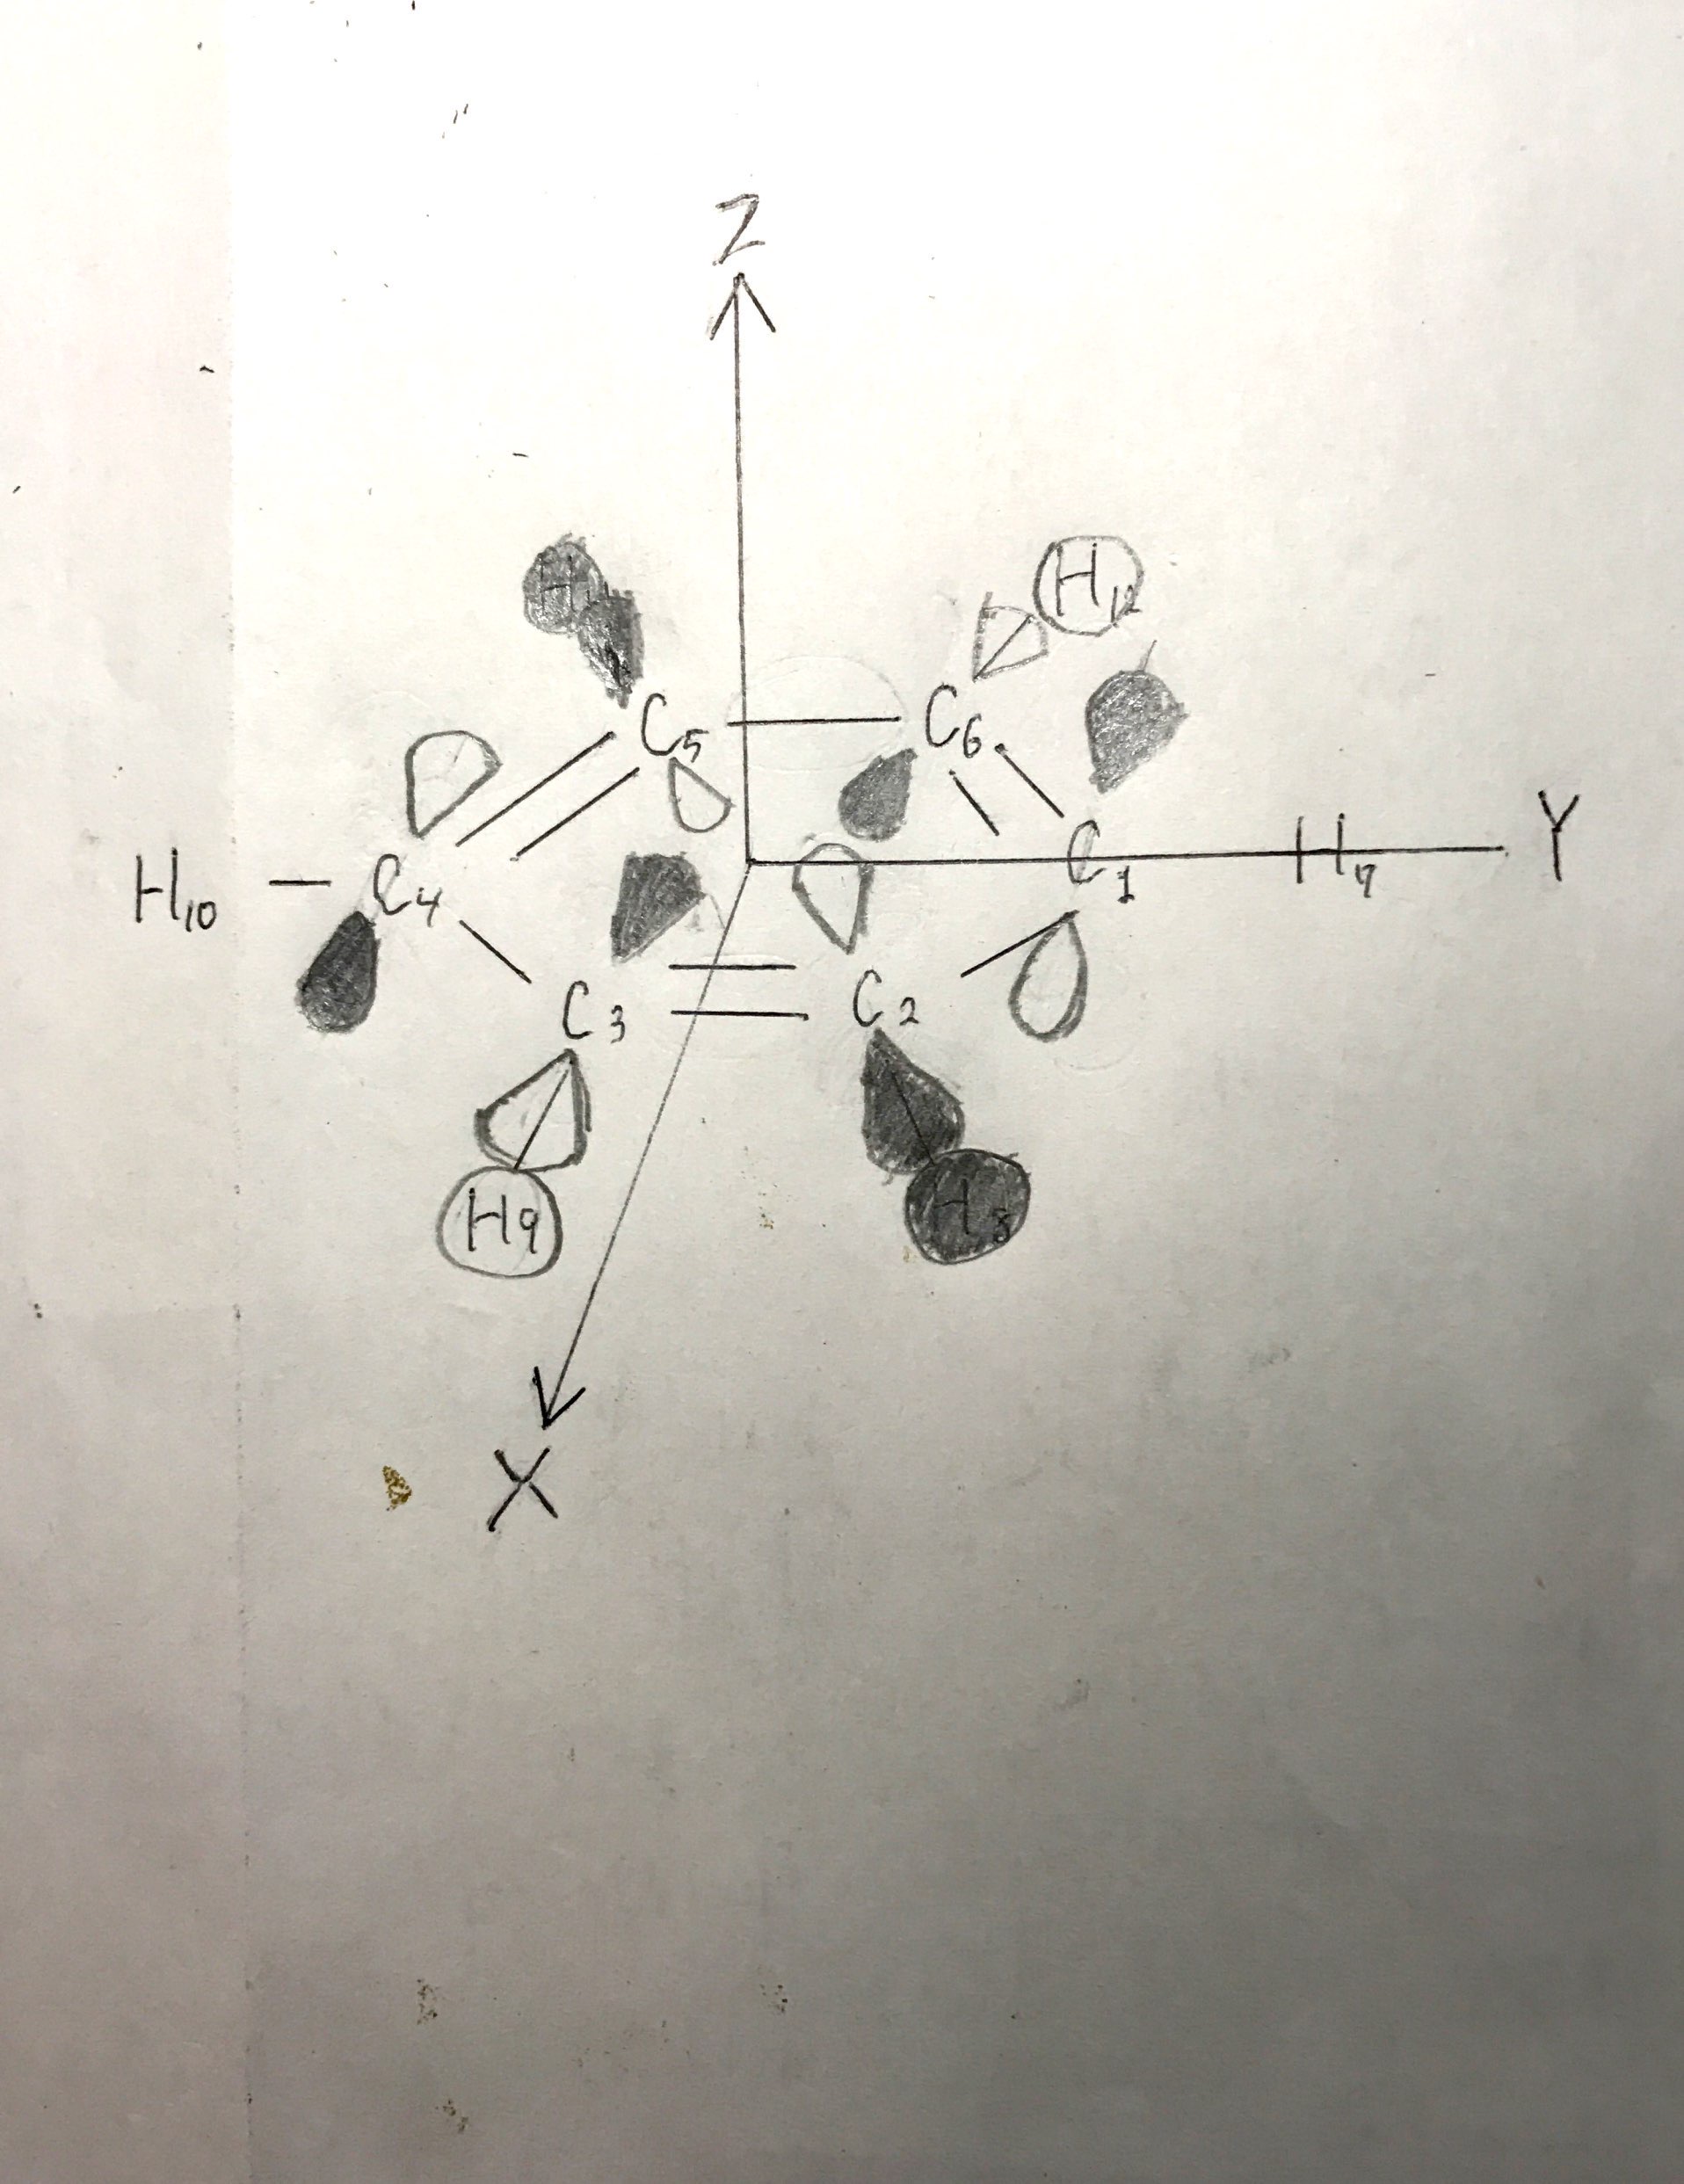 Z
H₁₂
C₅ C₆
H₁₀ C₄ C₁ H₇ Y
C₃ C₂
H9 H₈
X